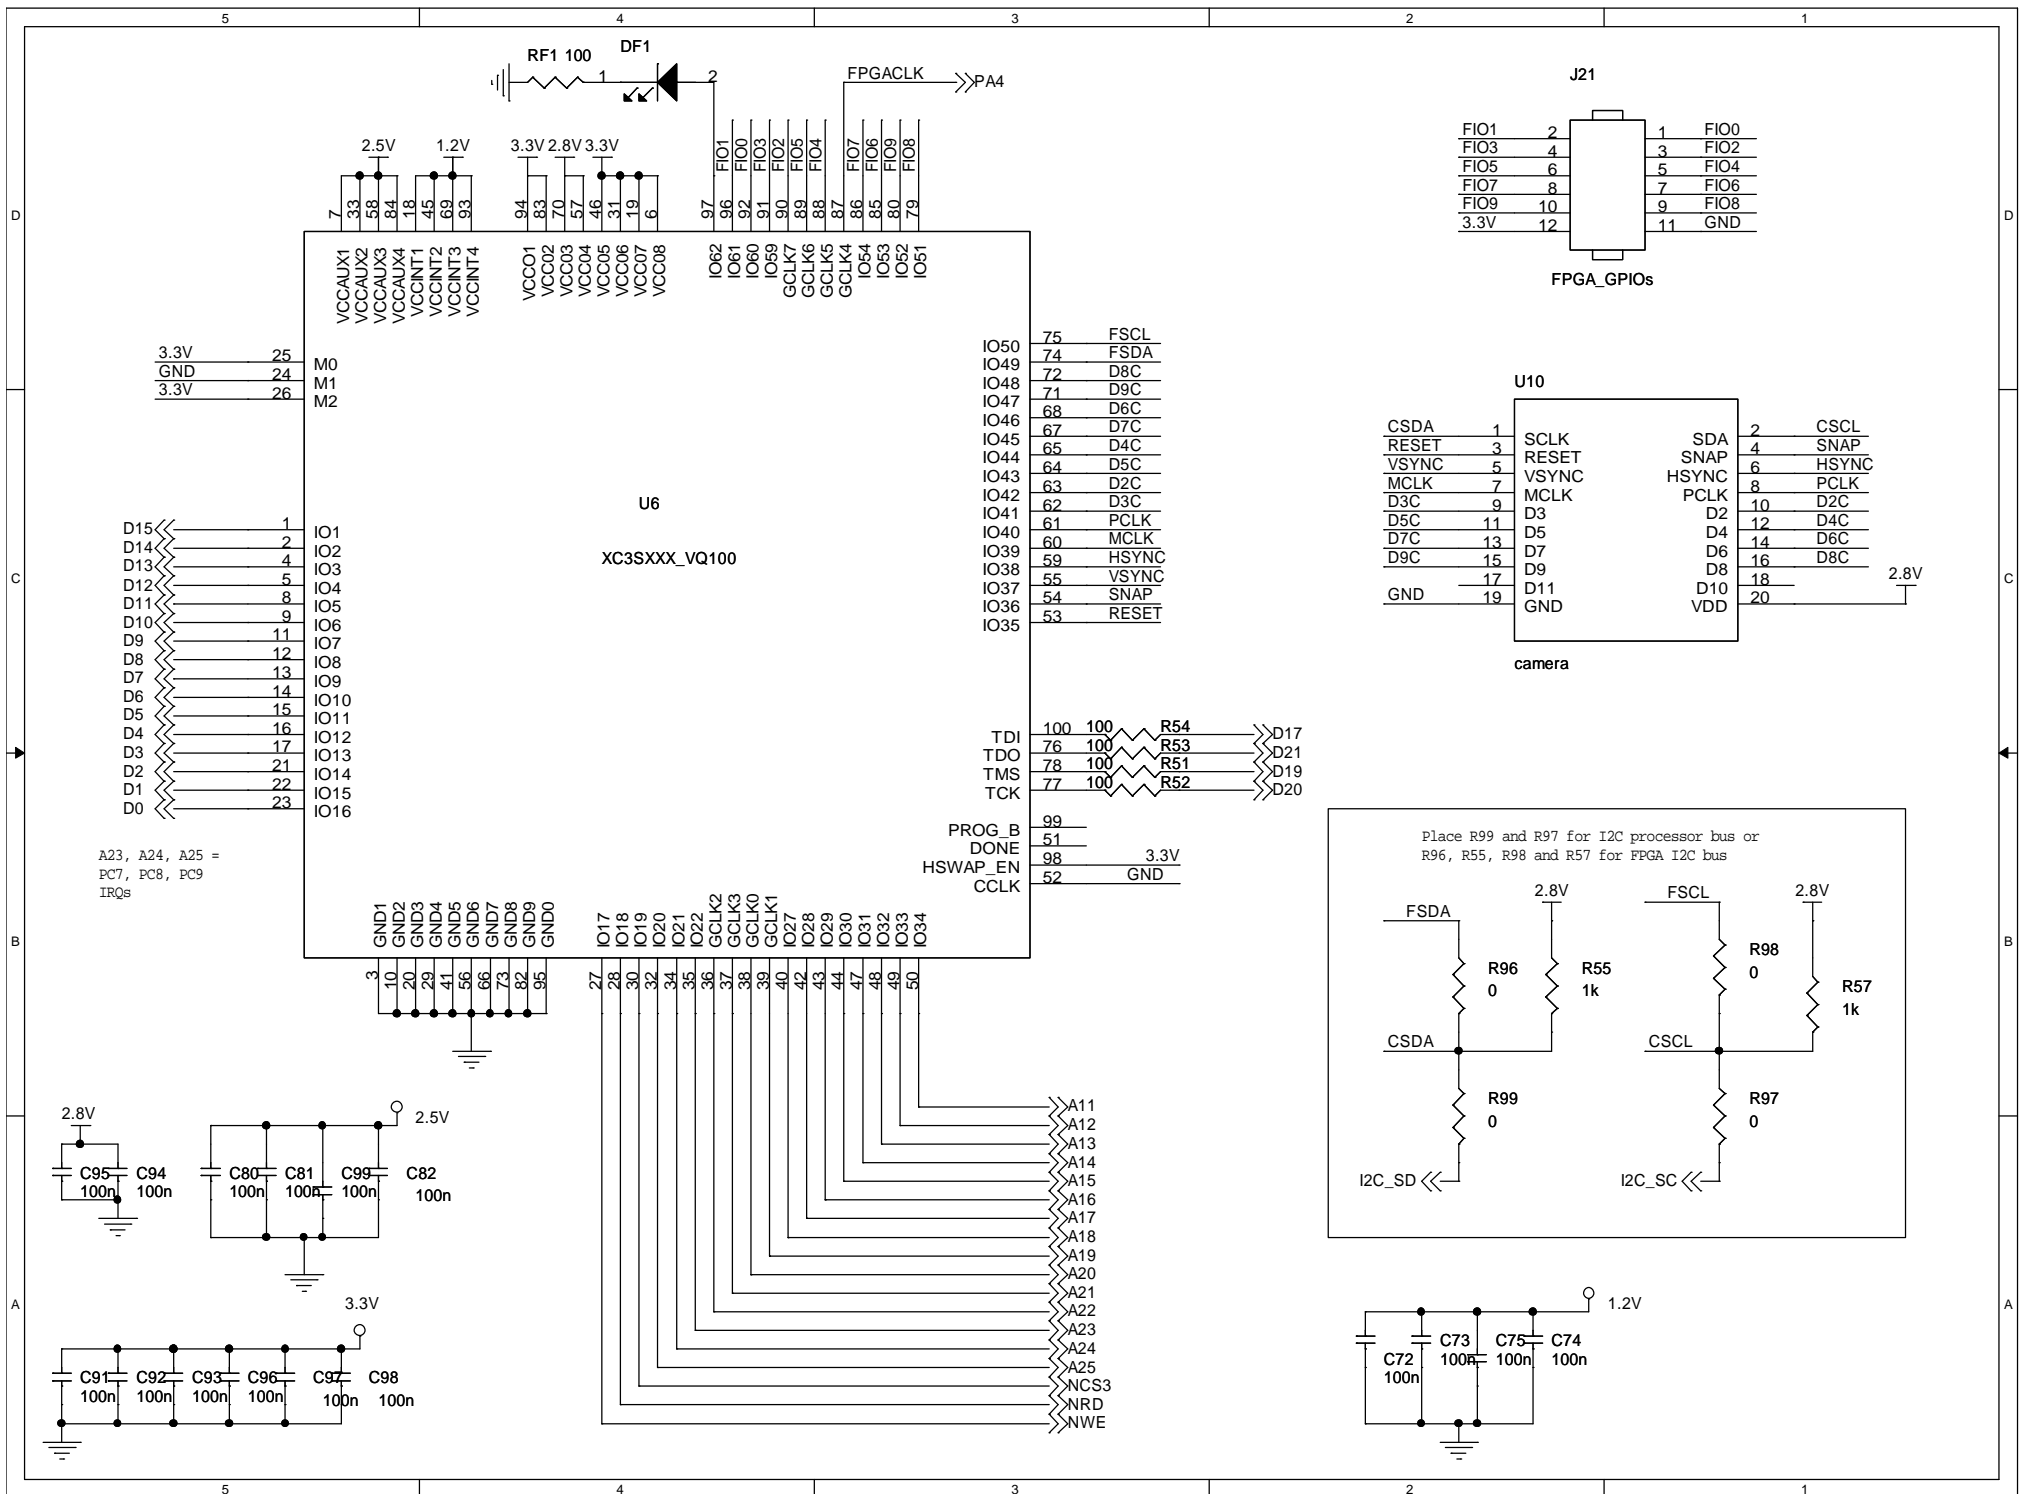 5 4 3 2 1
RF1 100
DF1
1 2
FPGACLK
PA4
J21
FIO1 2 1 FIO0
FIO3 4 3 FIO2
FIO5 6 5 FIO4
FIO7 8 7 FIO6
FIO9 10 9 FIO8
3.3V 12 11 GND
FPGA_GPIOs
2.5V 1.2V 3.3V 2.8V 3.3V
FIO1 FIO0 FIO3 FIO2 FIO5 FIO4 FIO7 FIO6 FIO9 FIO8
7 33 58 84 18 45 69 93 94 83 70 57 46 31 19 6 97 96 92 91 90 89 88 87 86 85 80 79
VCCAUX1 VCCAUX2 VCCAUX3 VCCAUX4 VCCINT1 VCCINT2 VCCINT3 VCCINT4 VCCO1 VCC02 VCC03 VCC04 VCC05 VCC06 VCC07 VCC08 IO62 IO61 IO60 IO59 GCLK7 GCLK6 GCLK5 GCLK4 IO54 IO53 IO52 IO51
D D
3.3V 25 M0
GND 24 M1
3.3V 26 M2
IO50 75 FSCL
IO49 74 FSDA
IO48 72 D8C
IO47 71 D9C
IO46 68 D6C
IO45 67 D7C
IO44 65 D4C
IO43 64 D5C
IO42 63 D2C
IO41 62 D3C
IO40 61 PCLK
IO39 60 MCLK
IO38 59 HSYNC
IO37 55 VSYNC
IO36 54 SNAP
IO35 53 RESET
U6
XC3SXXX_VQ100
U10
CSDA 1 SCLK SDA 2 CSCL
RESET 3 RESET SNAP 4 SNAP
VSYNC 5 VSYNC HSYNC 6 HSYNC
MCLK 7 MCLK PCLK 8 PCLK
D3C 9 D3 D2 10 D2C
D5C 11 D5 D4 12 D4C
D7C 13 D7 D6 14 D6C
D9C 15 D9 D8 16 D8C
17 D11 D10 18
GND 19 GND VDD 20
2.8V
camera
C C
D15 1 IO1
D14 2 IO2
D13 4 IO3
D12 5 IO4
D11 8 IO5
D10 9 IO6
D9 11 IO7
D8 12 IO8
D7 13 IO9
D6 14 IO10
D5 15 IO11
D4 16 IO12
D3 17 IO13
D2 21 IO14
D1 22 IO15
D0 23 IO16
TDI 100 100 R54 D17
TDO 76 100 R53 D21
TMS 78 100 R51 D19
TCK 77 100 R52 D20
PROG_B 99
DONE 51
HSWAP_EN 98 3.3V
CCLK 52 GND
A23, A24, A25 =
PC7, PC8, PC9
IRQs
Place R99 and R97 for I2C processor bus or
R96, R55, R98 and R57 for FPGA I2C bus
2.8V 2.8V
FSDA FSCL
R96
0
R55
1k
R98
0
R57
1k
CSDA CSCL
R99
0
R97
0
I2C_SD I2C_SC
GND1 GND2 GND3 GND4 GND5 GND6 GND7 GND8 GND9 GND0 IO17 IO18 IO19 IO20 IO21 IO22 GCLK2 GCLK3 GCLK0 GCLK1 IO27 IO28 IO29 IO30 IO31 IO32 IO33 IO34
3 10 20 29 41 56 66 73 82 95 27 28 30 32 34 35 36 37 38 39 40 42 43 44 47 48 49 50
B B
A11
A12
A13
A14
A15
A16
A17
A18
A19
A20
A21
A22
A23
A24
A25
NCS3
NRD
NWE
2.8V
C95 C94
100n 100n
2.5V
C80 C81 C99 C82
100n 100n 100n 100n
3.3V
C91 C92 C93 C96 C97 C98
100n 100n 100n 100n 100n 100n
1.2V
C72 C73 C75 C74
100n 100n 100n 100n
A A
5 4 3 2 1